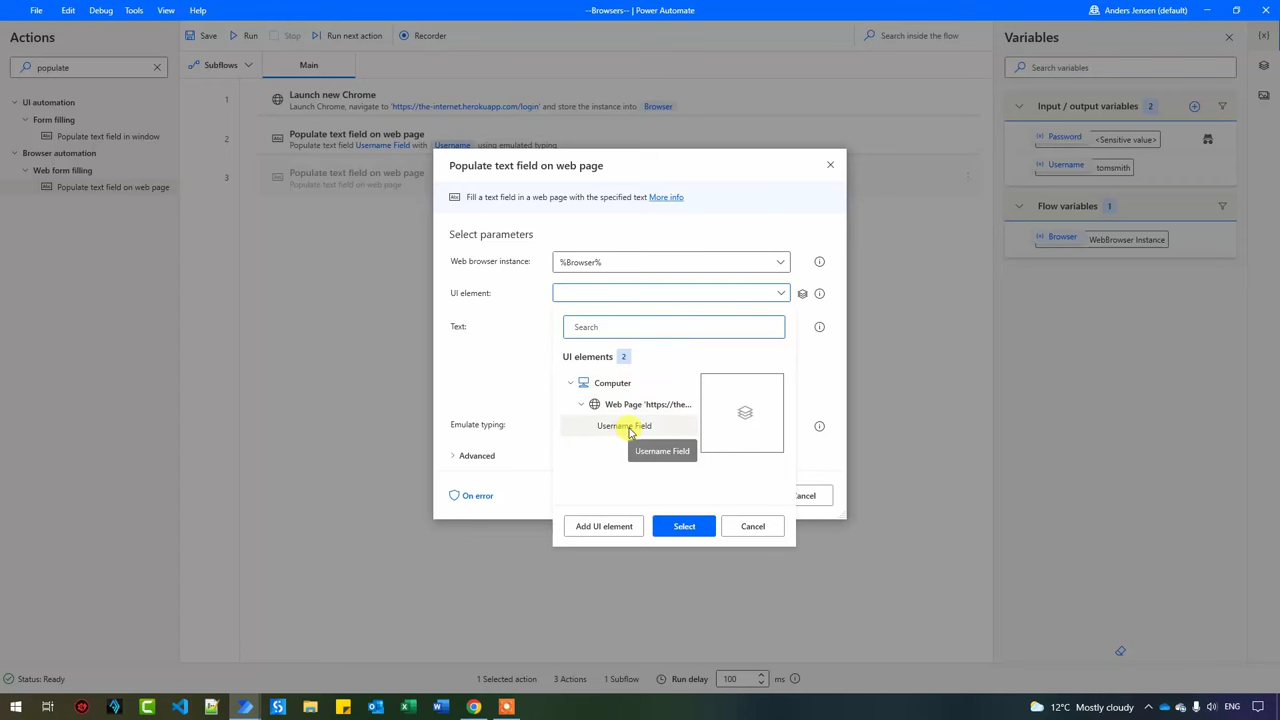 File Edit Debug Tools View Help --Browsers-- | Power Automate Anders Jensen (default)
Actions Save Run Stop Run next action Recorder Search inside the flow Variables
populate Subflows Main Search variables
UI automation
Form filling
Populate text field in window
Browser automation
Web form filling
Populate text field on web page
1 Launch new Chrome
Launch Chrome, navigate to 'https://the-internet.herokuapp.com/login' and store the instance into Browser
2 Populate text field on web page
Populate text field Username Field with Username using emulated typing
3 Populate text field on web page
Populate text field on web page
Populate text field on web page
Abc Fill a text field in a web page with the specified text More info
Select parameters
Web browser instance: %Browser%
UI element:
Text: Search
UI elements 2
Computer
Web Page 'https://the...
Username Field
Emulate typing:
Username Field
Advanced
On error ancel
Add UI element Select Cancel
Input / output variables 2
Password <Sensitive value>
Username tomsmith
Flow variables 1
Browser WebBrowser Instance
Status: Ready 1 Selected action 3 Actions 1 Subflow Run delay 100 ms
12°C Mostly cloudy ENG